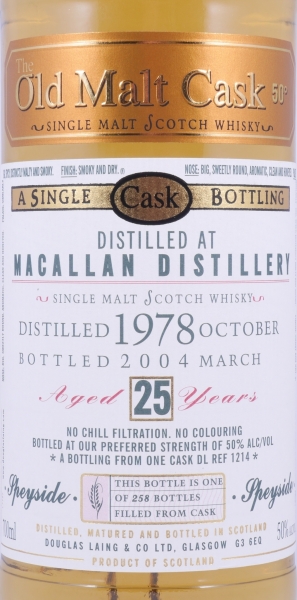 The
Old Malt Cask 50°
SINGLE MALT SCOTCH WHISKY
FINISH: SMOKY AND DRY.
NOSE: BIG, SWEETLY ROUND, AROMATIC, CLEAN AND
A SINGLE Cask BOTTLING
DISTILLED AT
MACALLAN DISTILLERY
SINGLE MALT SCOTCH WHISKY
DISTILLED 1978 OCTOBER
BOTTLED 2004 MARCH
Aged 25 Years
NO CHILL FILTRATION. NO COLOURING
BOTTLED AT OUR PREFERRED STRENGTH OF 50% ALC/VOL
* A BOTTLING FROM ONE CASK DL REF 1214 *
Speyside
THIS BOTTLE IS ONE
OF 258 BOTTLES
FILLED FROM CASK
Speyside
700ml
DISTILLED, MATURED AND BOTTLED IN SCOTLAND
DOUGLAS LAING & CO LTD, GLASGOW G3 6EQ
50%
PRODUCT OF SCOTLAND